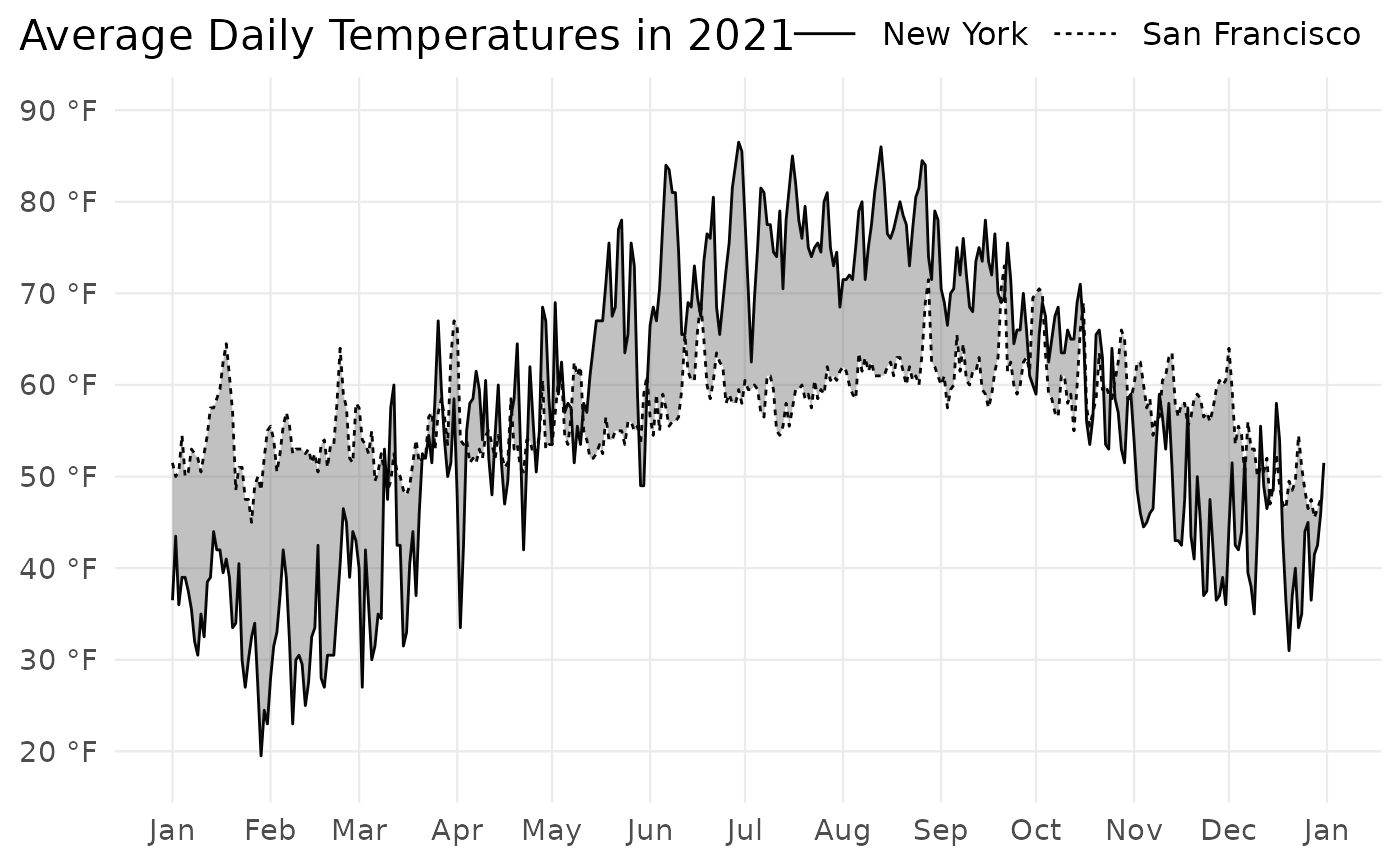 Average Daily Temperatures in 2021 New York San Francisco
90 °F
80 °F
70 °F
60 °F
50 °F
40 °F
30 °F
20 °F
Jan Feb Mar Apr May Jun Jul Aug Sep Oct Nov Dec Jan